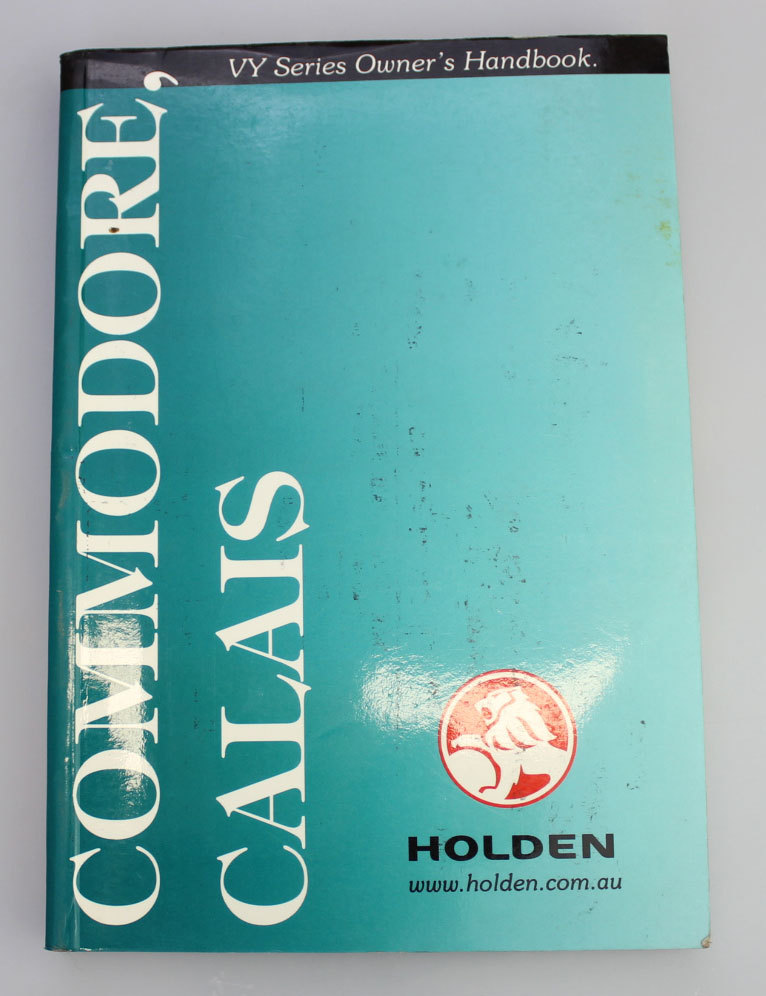 VY Series Owner's Handbook.
COMMODORE,
CALAIS
HOLDEN
www.holden.com.au